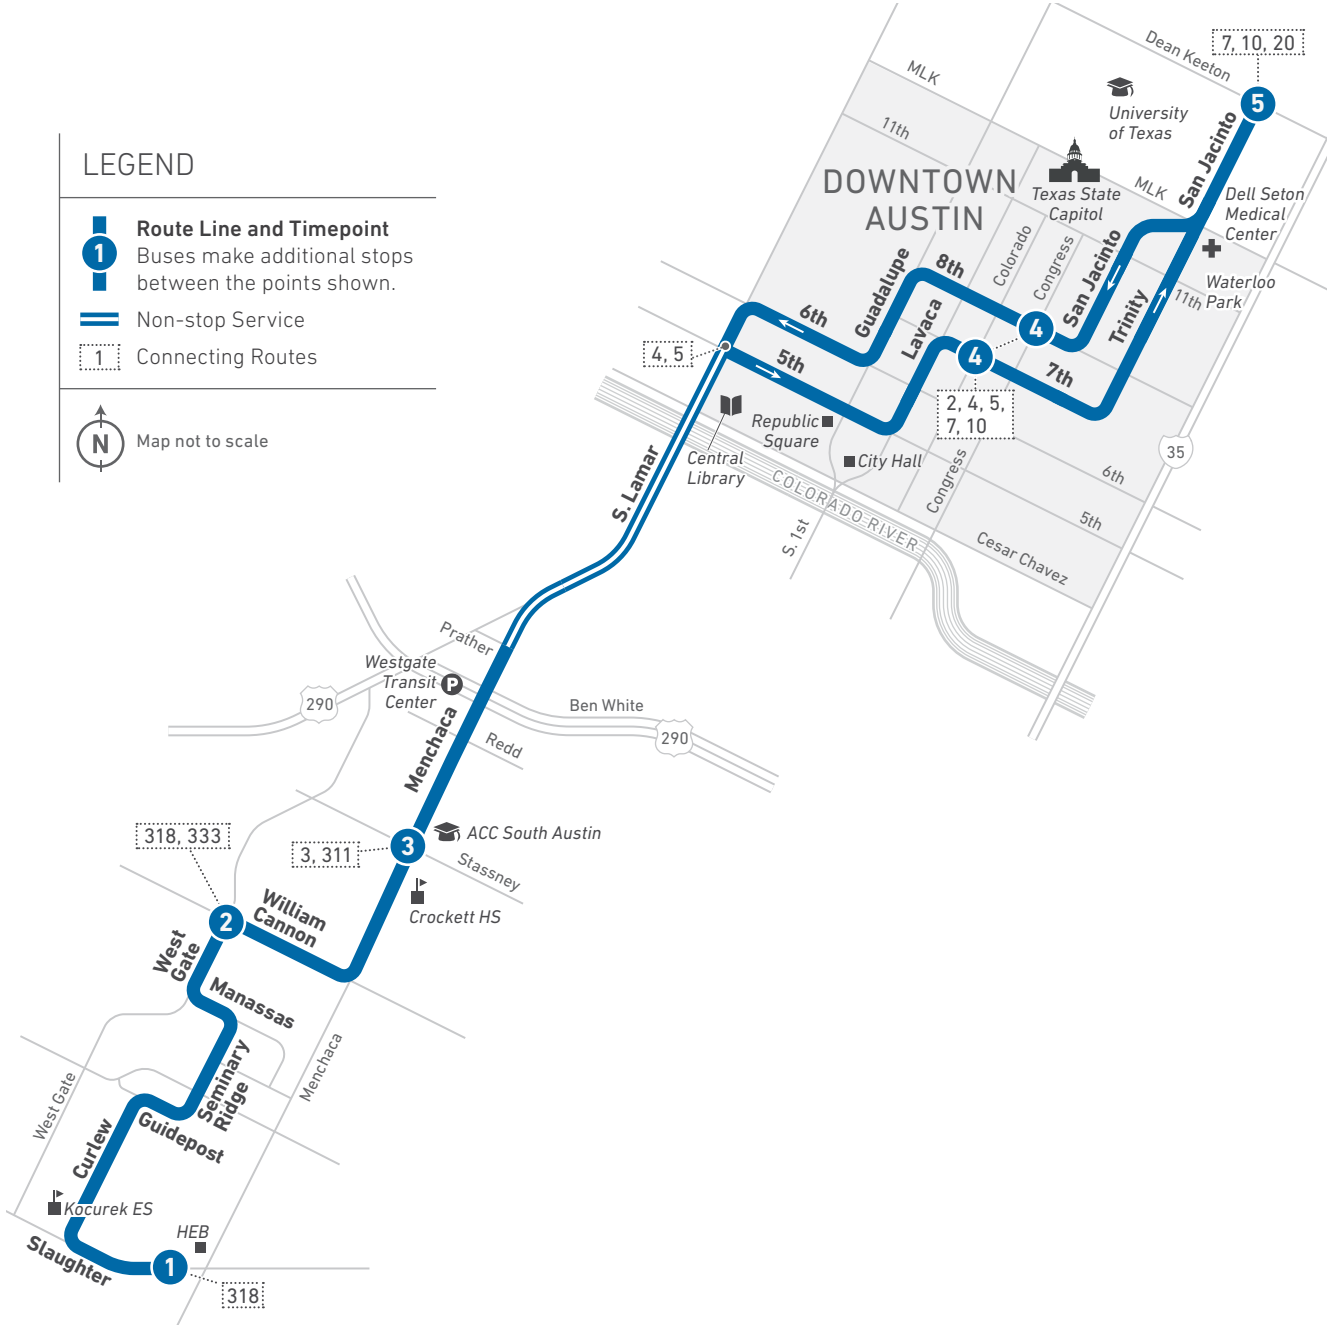 LEGEND
1
Route Line and Timepoint
Buses make additional stops
between the points shown.
Non-stop Service
1
Connecting Routes
N
Map not to scale
7, 10, 20
Dean Keeton
5
MLK
University
of Texas
San Jacinto
11th
DOWNTOWN
AUSTIN
Texas State
Capitol
MLK
Dell Seton
Medical
Center
Colorado
Congress
San Jacinto
Guadalupe
8th
Waterloo
Park
11th
Trinity
6th
Lavaca
4
4
4, 5
5th
7th
2, 4, 5,
7, 10
Republic
Square
City Hall
Central
Library
35
Congress
6th
5th
S. Lamar
COLORADO RIVER
S. 1st
Cesar Chavez
Prather
Westgate
Transit
Center
P
290
Ben White
290
Menchaca
Redd
318, 333
3, 311
3
ACC South Austin
Stassney
Crockett HS
2
William
Cannon
West
Gate
Manassas
Seminary
Ridge
Menchaca
West Gate
Curlew
Guidepost
Kocurek ES
HEB
Slaughter
1
318